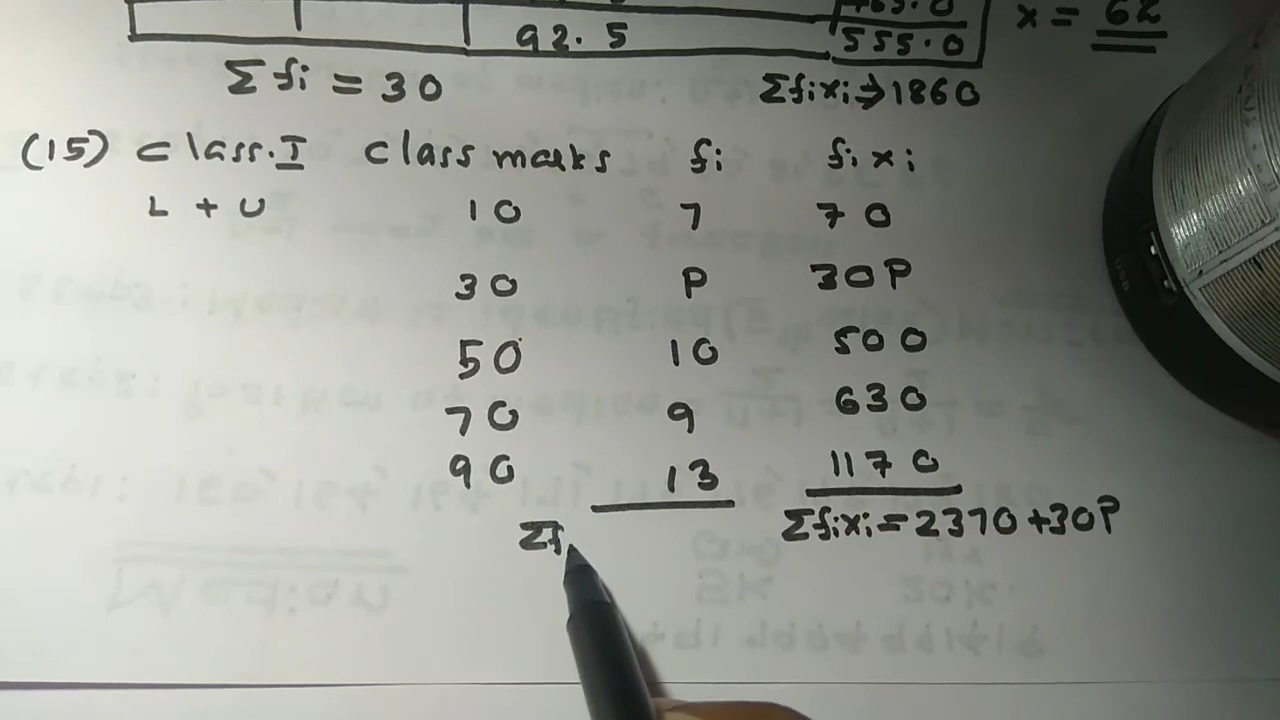 x = 62
92.5 555.0
Σfi = 30 Σfixi ⇒ 1860
(15) class.I class marks fi fixi
L + U 10 7 70
30 P 30P
50 10 500
70 9 630
90 13 1170
Σf Σfixi = 2370 + 30P